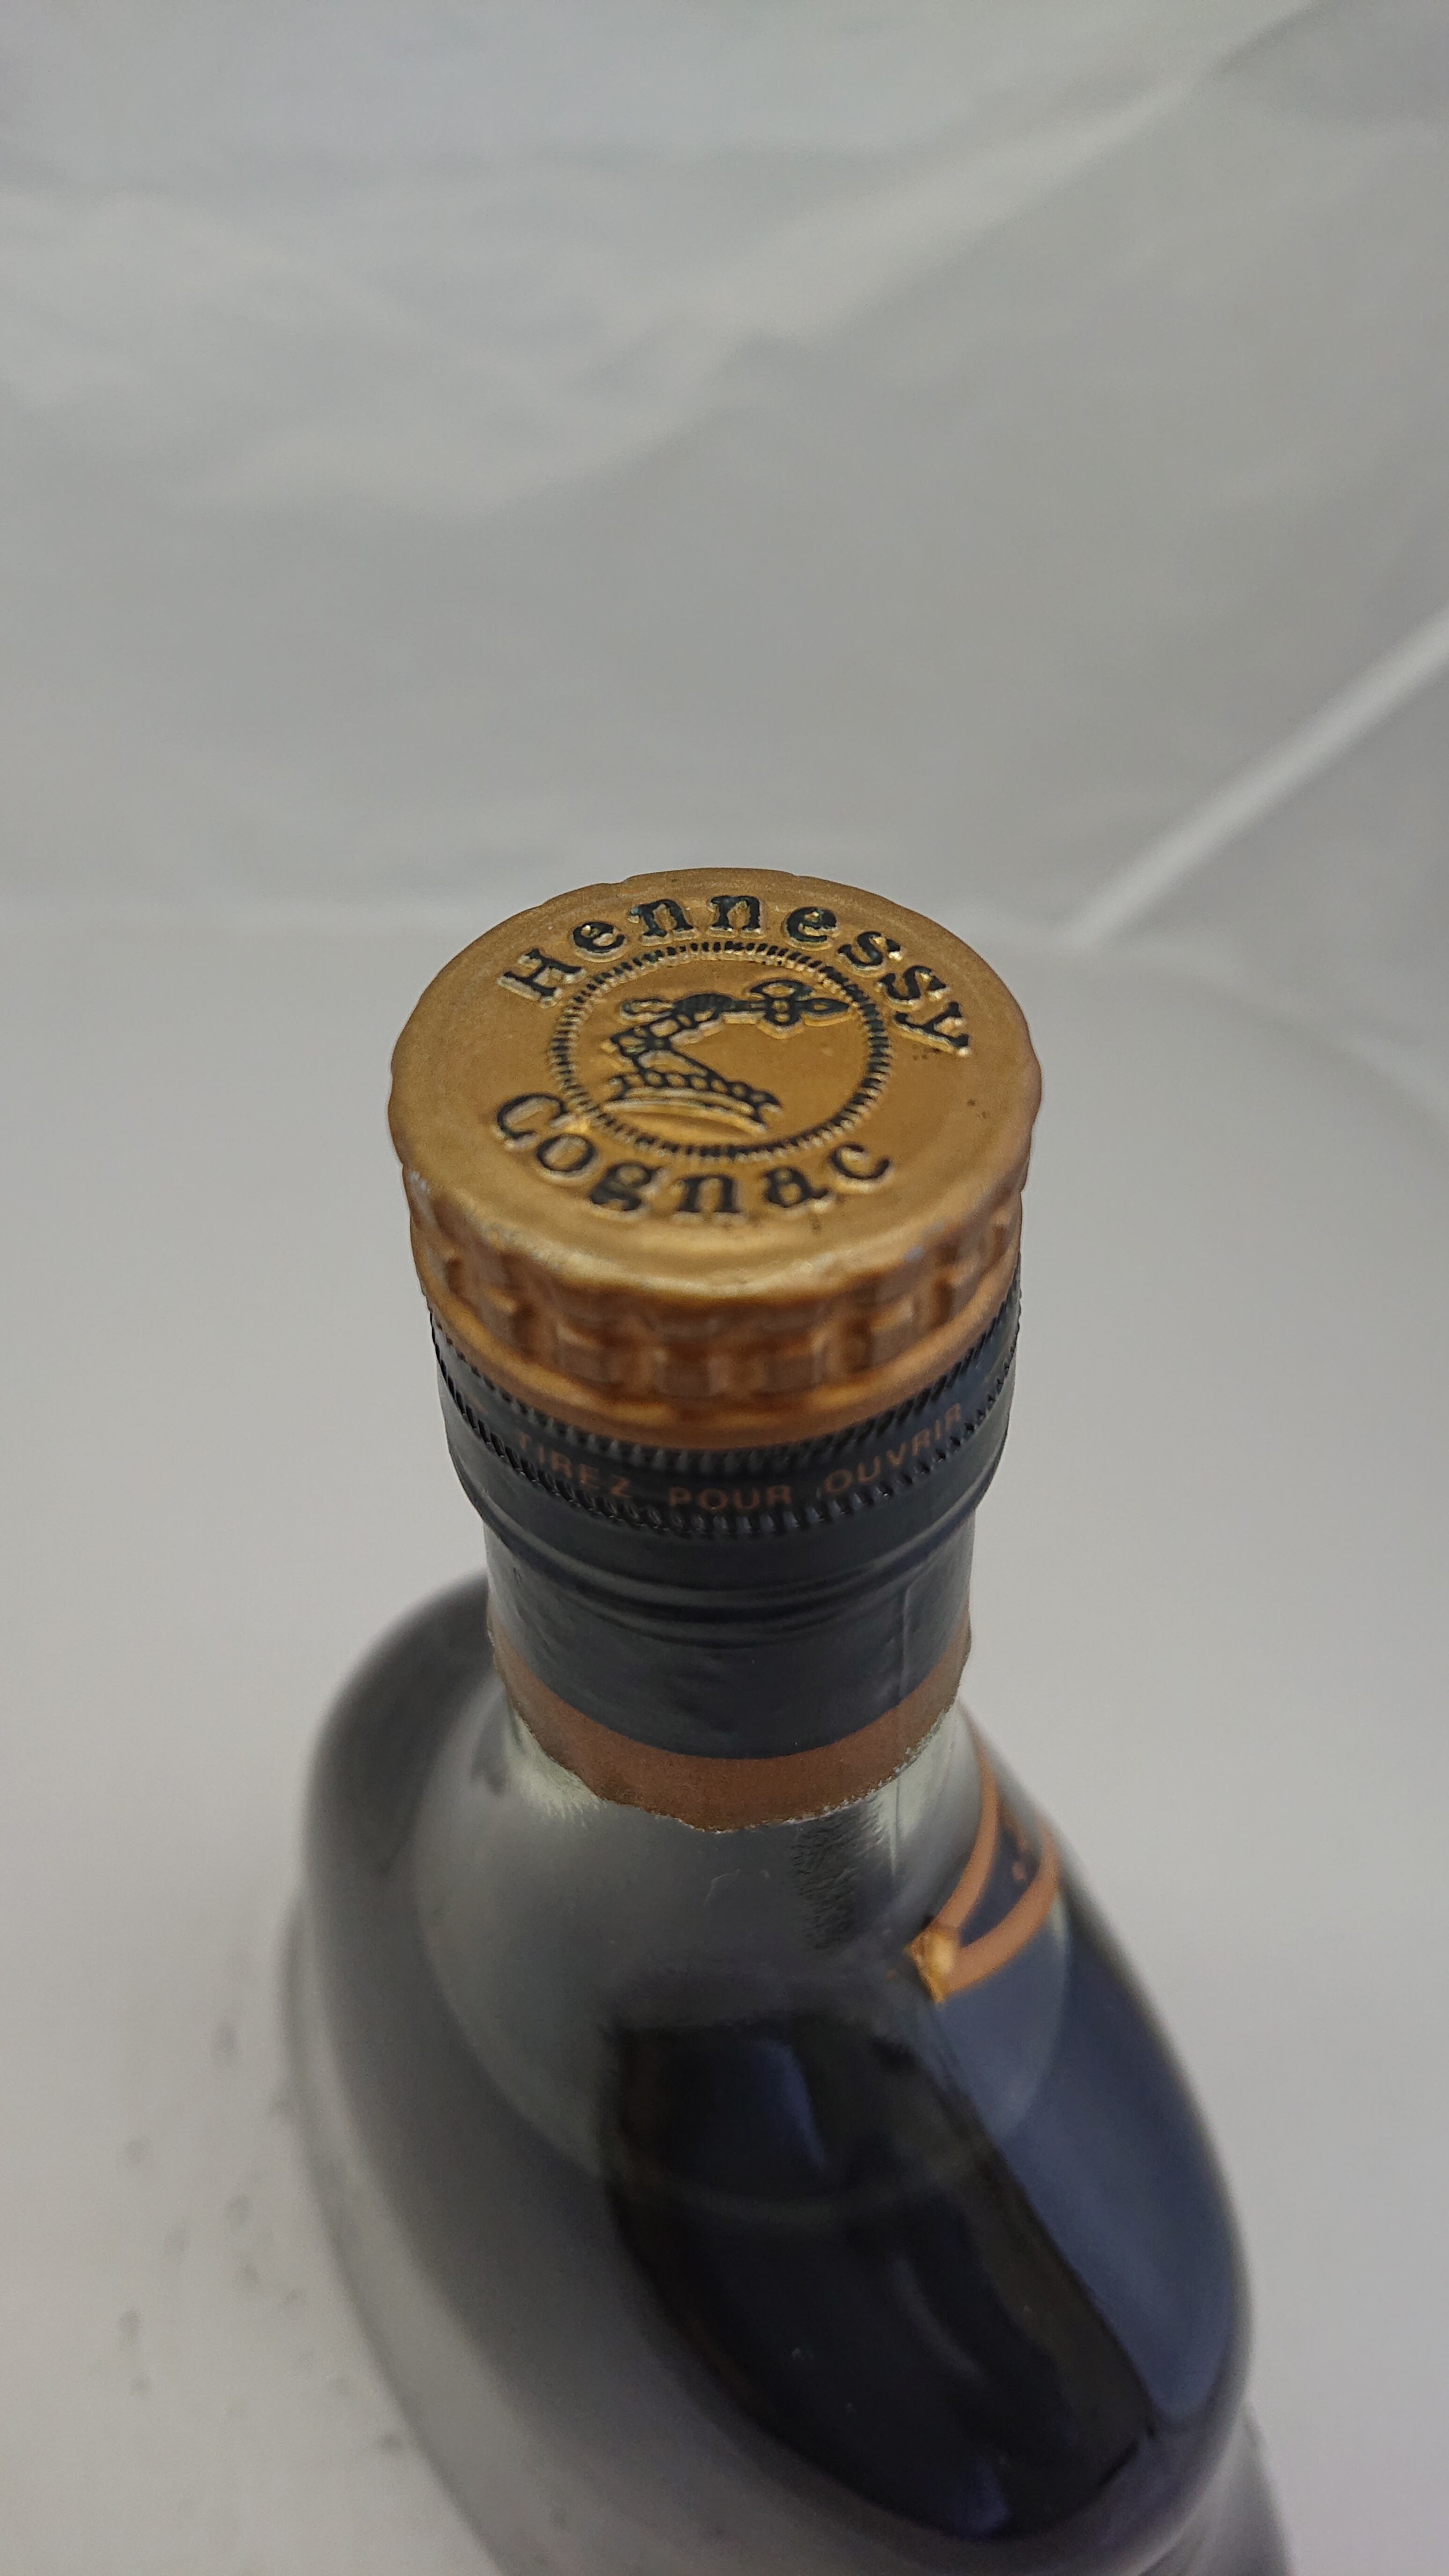 Hennessy
Cognac
TIREZ POUR OUVRIR